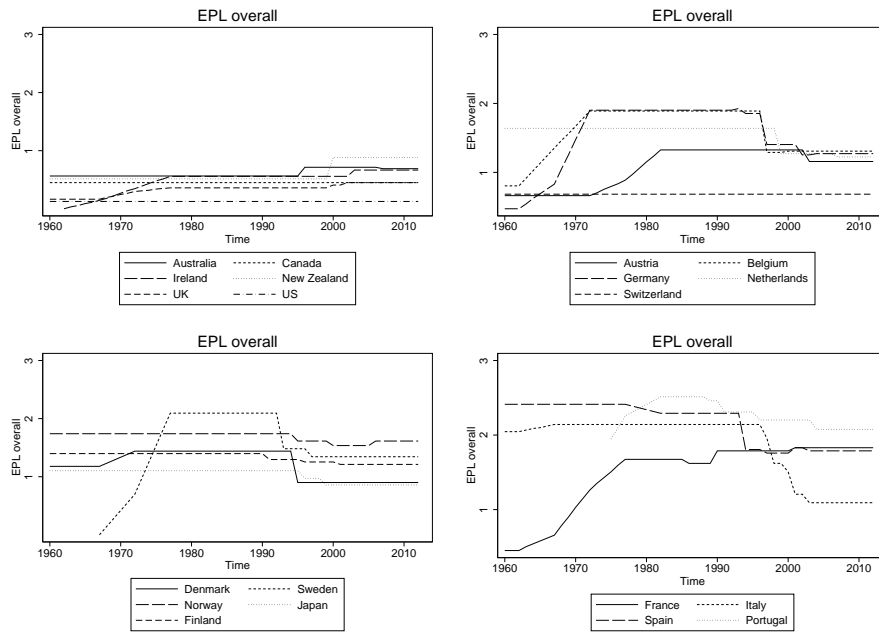 EPL overall
3
2
1
EPL overall
1960 1970 1980 1990 2000 2010
Time
Australia Canada
Ireland New Zealand
UK US
EPL overall
3
2
1
EPL overall
1960 1970 1980 1990 2000 2010
Time
Austria Belgium
Germany Netherlands
Switzerland
EPL overall
3
2
1
EPL overall
1960 1970 1980 1990 2000 2010
Time
Denmark Sweden
Norway Japan
Finland
EPL overall
3
2
1
EPL overall
1960 1970 1980 1990 2000 2010
Time
France Italy
Spain Portugal